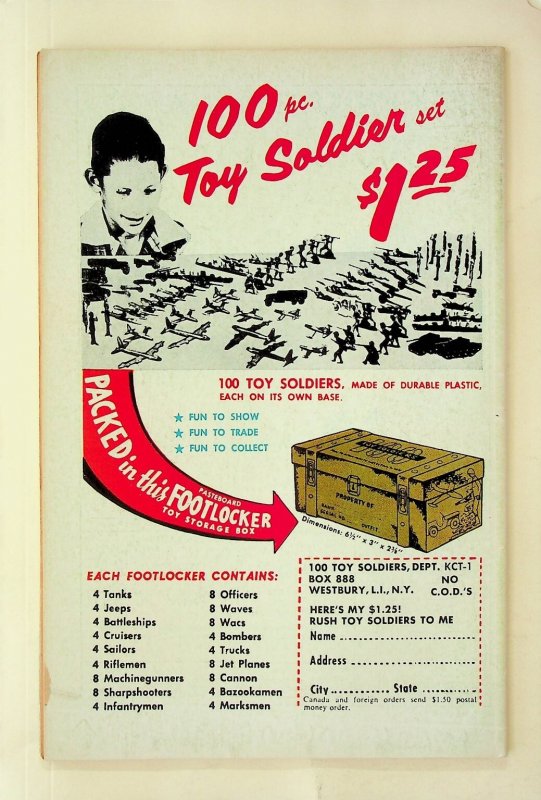 100 pc.
Toy Soldier set
$1.25
100 TOY SOLDIERS, MADE OF DURABLE PLASTIC,
EACH ON ITS OWN BASE.
★ FUN TO SHOW
★ FUN TO TRADE
★ FUN TO COLLECT
PACKED in this
PASTEBOARD
FOOTLOCKER
TOY STORAGE BOX
PROPERTY OF
NAME
SERIAL NO. OUTFIT
Dimensions: 6½" x 3" x 2⅜"
EACH FOOTLOCKER CONTAINS:
4 Tanks
4 Jeeps
4 Battleships
4 Cruisers
4 Sailors
4 Riflemen
8 Machinegunners
8 Sharpshooters
4 Infantrymen
8 Officers
8 Waves
8 Wacs
4 Bombers
4 Trucks
8 Jet Planes
8 Cannon
4 Bazookamen
4 Marksmen
100 TOY SOLDIERS, DEPT. KCT-1
BOX 888 NO
WESTBURY, L.I., N.Y. C.O.D.'S
HERE'S MY $1.25!
RUSH TOY SOLDIERS TO ME
Name
Address
City State
Canada and foreign orders send $1.50 postal
money order.